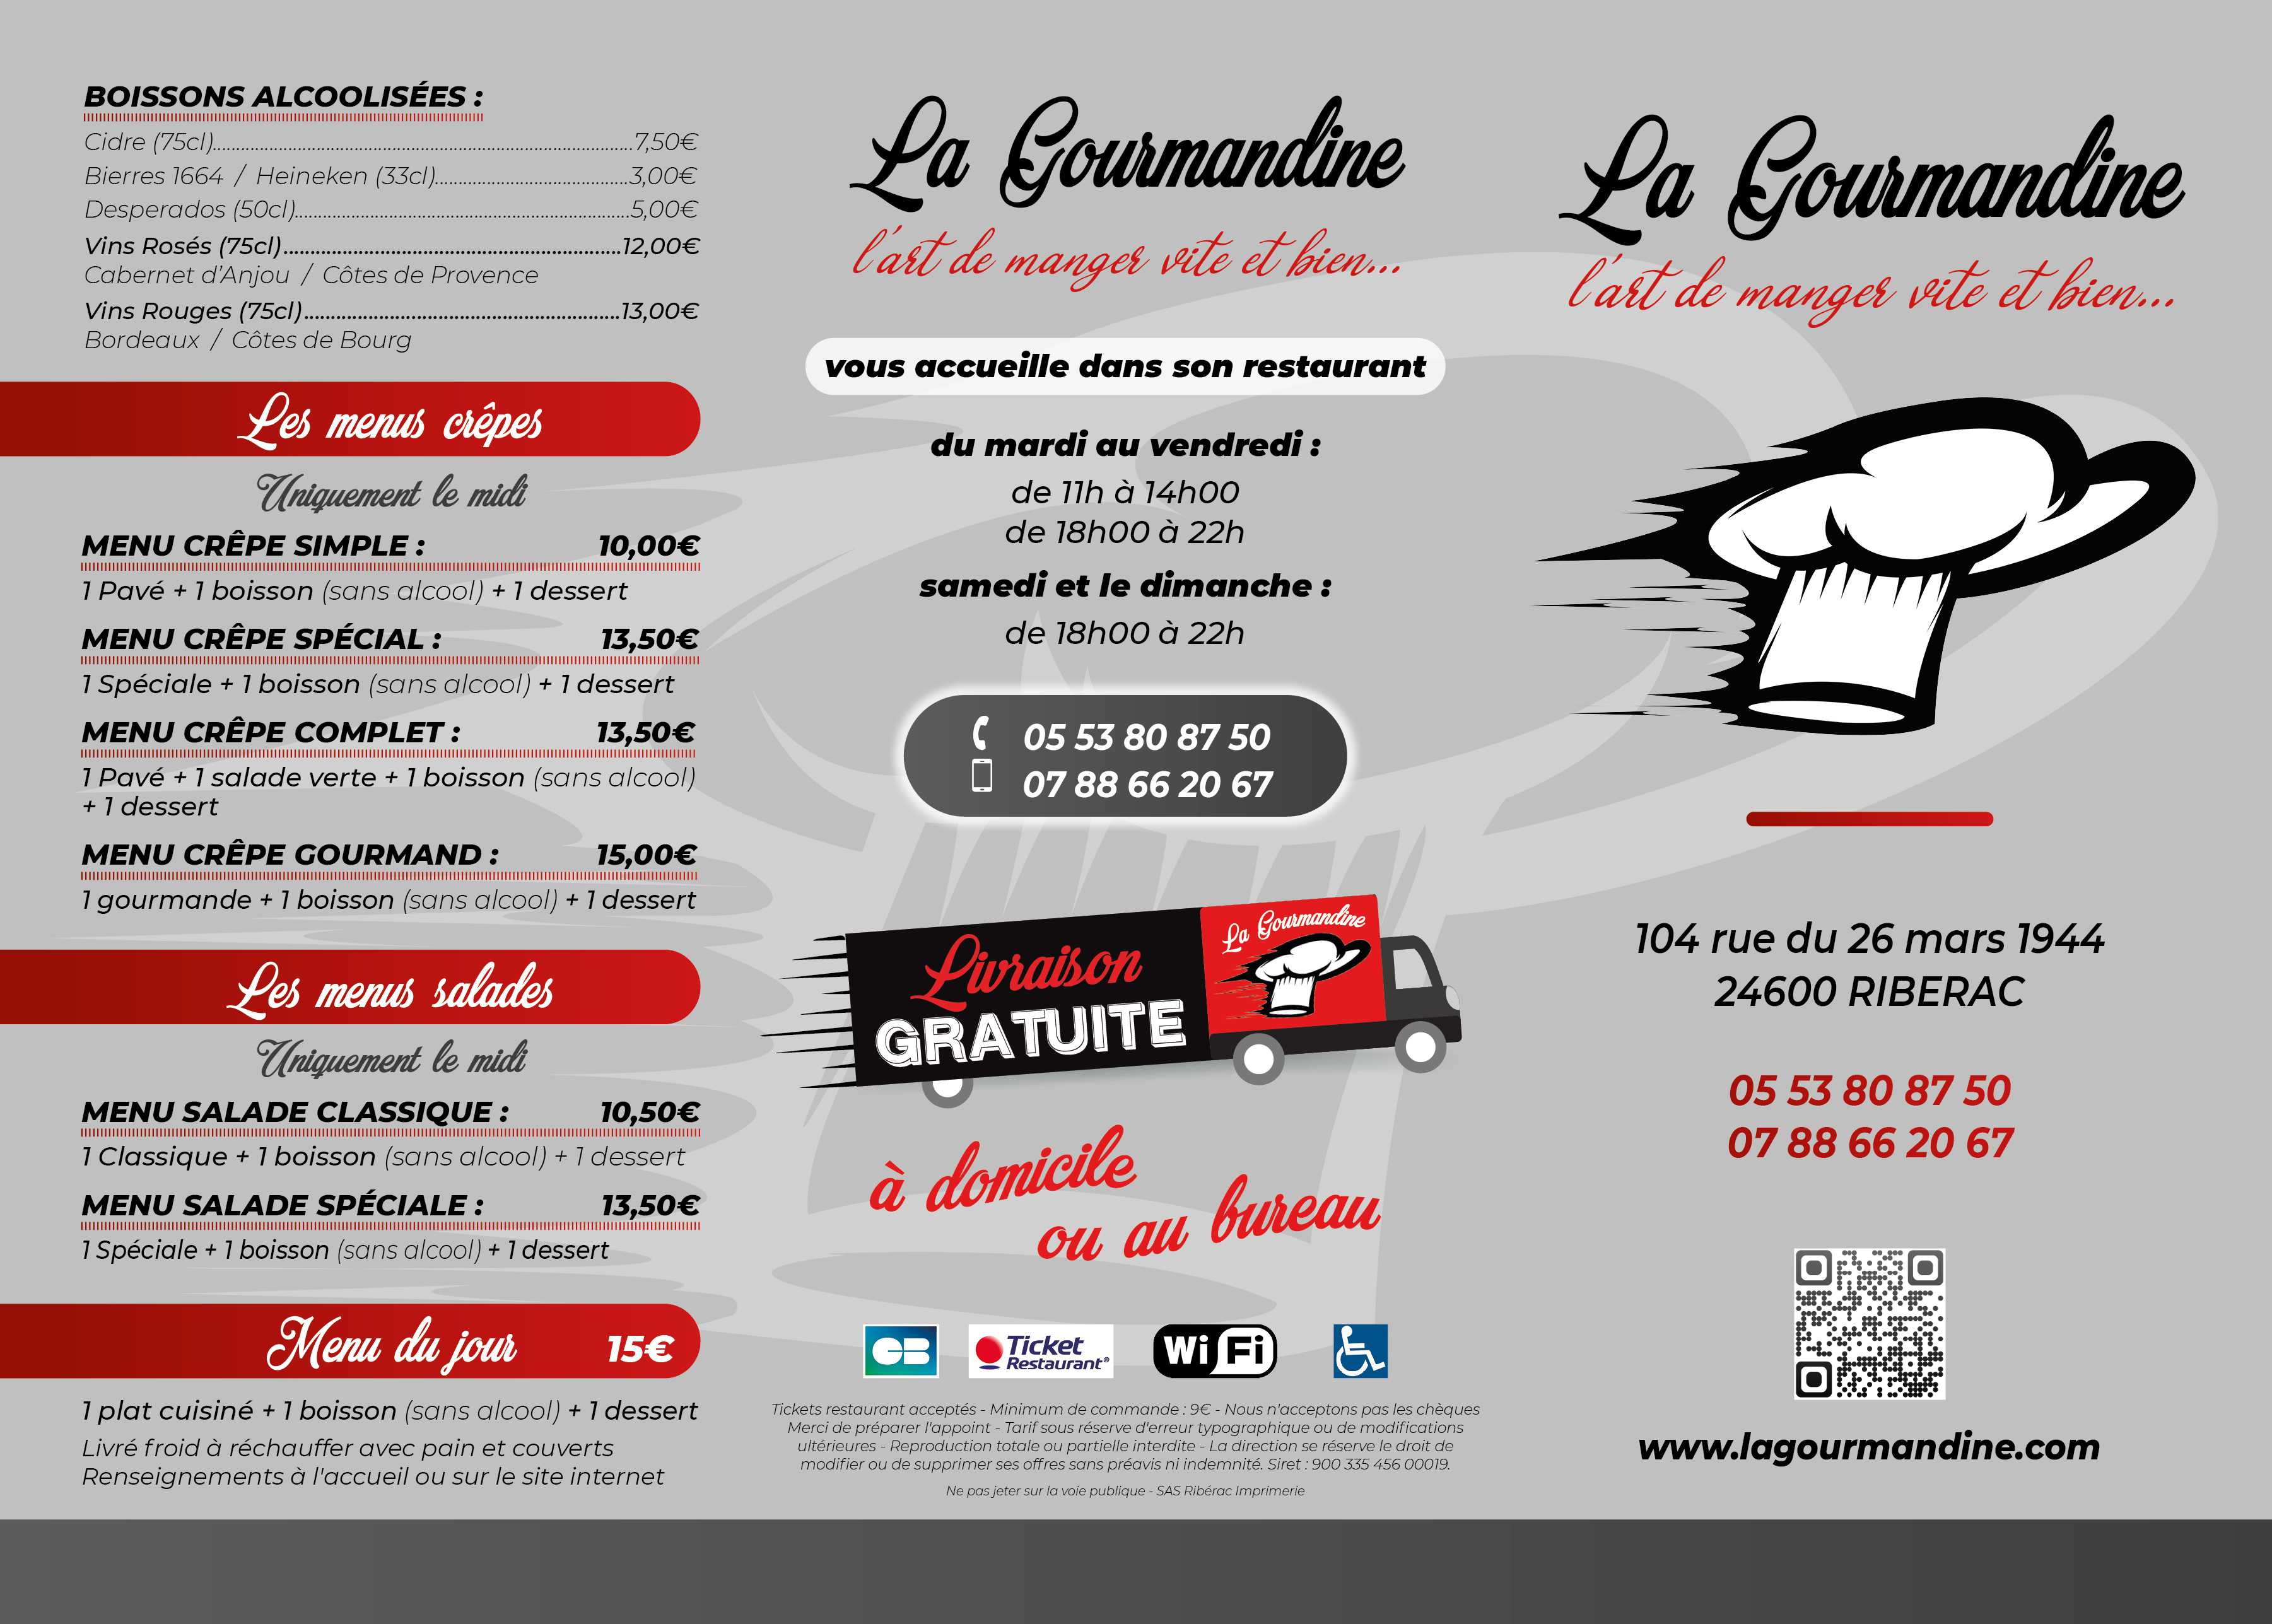 BOISSONS ALCOOLISÉES :
Cidre (75cl)......7,50€
Bierres 1664 / Heineken (33cl)......3,00€
Desperados (50cl)......5,00€
Vins Rosés (75cl)......12,00€
Cabernet d'Anjou / Côtes de Provence
Vins Rouges (75cl)......13,00€
Bordeaux / Côtes de Bourg
Les menus crêpes
Uniquement le midi
MENU CRÊPE SIMPLE : 10,00€
1 Pavé + 1 boisson (sans alcool) + 1 dessert
MENU CRÊPE SPÉCIAL : 13,50€
1 Spéciale + 1 boisson (sans alcool) + 1 dessert
MENU CRÊPE COMPLET : 13,50€
1 Pavé + 1 salade verte + 1 boisson (sans alcool)
+ 1 dessert
MENU CRÊPE GOURMAND : 15,00€
1 gourmande + 1 boisson (sans alcool) + 1 dessert
Les menus salades
Uniquement le midi
MENU SALADE CLASSIQUE : 10,50€
1 Classique + 1 boisson (sans alcool) + 1 dessert
MENU SALADE SPÉCIALE : 13,50€
1 Spéciale + 1 boisson (sans alcool) + 1 dessert
Menu du jour 15€
1 plat cuisiné + 1 boisson (sans alcool) + 1 dessert
Livré froid à réchauffer avec pain et couverts
Renseignements à l'accueil ou sur le site internet
La Gourmandine
l'art de manger vite et bien...
vous accueille dans son restaurant
du mardi au vendredi :
de 11h à 14h00
de 18h00 à 22h
samedi et le dimanche :
de 18h00 à 22h
05 53 80 87 50
07 88 66 20 67
La Gourmandine
Livraison
GRATUITE
à domicile
ou au bureau
CB
Ticket
Restaurant®
Wi Fi
Tickets restaurant acceptés - Minimum de commande : 9€ - Nous n'acceptons pas les chèques
Merci de préparer l'appoint - Tarif sous réserve d'erreur typographique ou de modifications
ultérieures - Reproduction totale ou partielle interdite - La direction se réserve le droit de
modifier ou de supprimer ses offres sans préavis ni indemnité. Siret : 900 335 456 00019.
Ne pas jeter sur la voie publique - SAS Ribérac Imprimerie
La Gourmandine
l'art de manger vite et bien...
104 rue du 26 mars 1944
24600 RIBERAC
05 53 80 87 50
07 88 66 20 67
www.lagourmandine.com